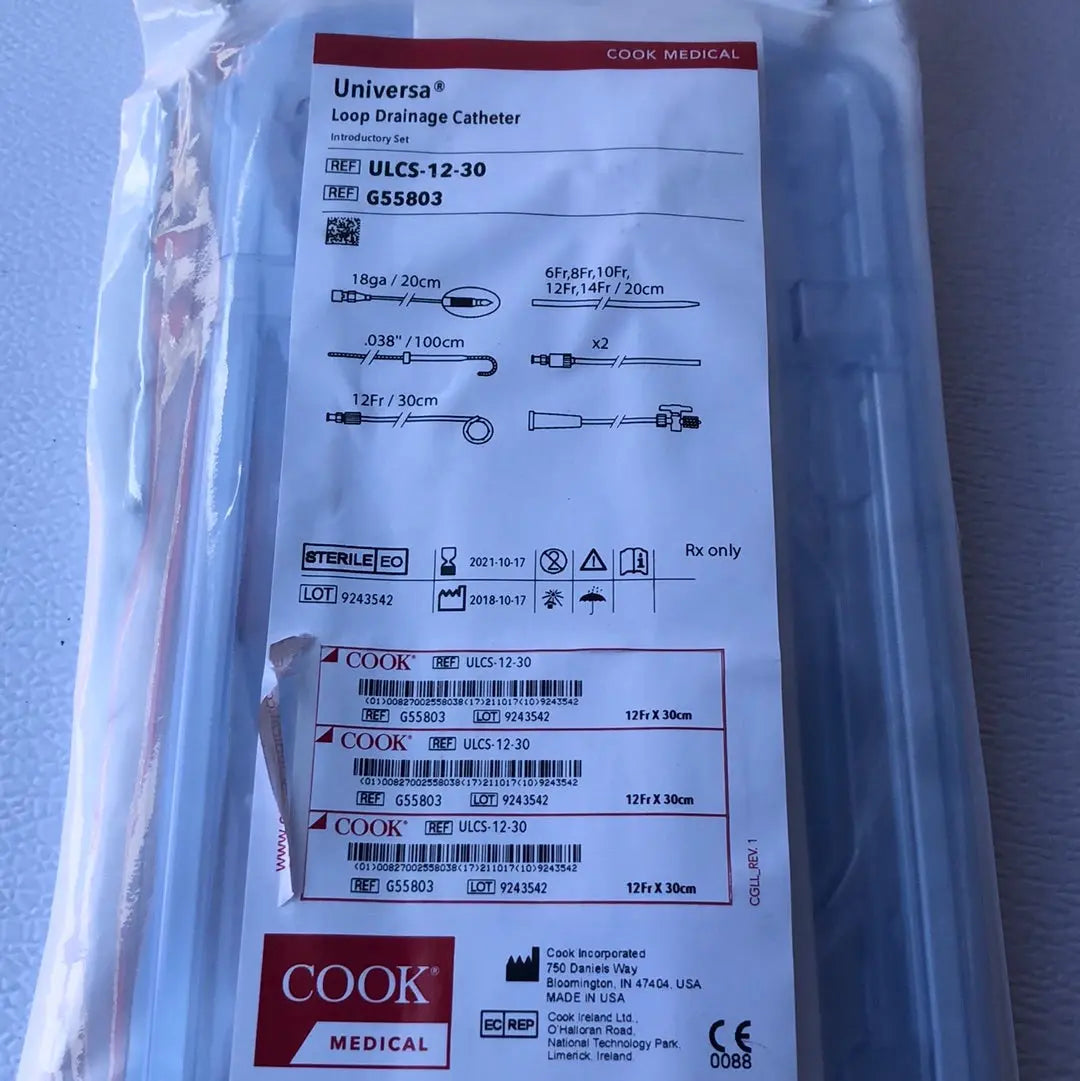 COOK MEDICAL
Universa®
Loop Drainage Catheter
Introductory Set
REF ULCS-12-30
REF G55803
18ga / 20cm
6Fr,8Fr,10Fr,
12Fr,14Fr / 20cm
.038" / 100cm
x2
12Fr / 30cm
STERILE EO
2021-10-17
Rx only
LOT 9243542
2018-10-17
COOK® REF ULCS-12-30
(01)00827002558038(17)211017(10)9243542
REF G55803 LOT 9243542 12Fr X 30cm
COOK® REF ULCS-12-30
(01)00827002558038(17)211017(10)9243542
REF G55803 LOT 9243542 12Fr X 30cm
COOK® REF ULCS-12-30
(01)00827002558038(17)211017(10)9243542
REF G55803 LOT 9243542 12Fr X 30cm
www.
CGLL_REV. 1
COOK®
MEDICAL
Cook Incorporated
750 Daniels Way
Bloomington, IN 47404, USA
MADE IN USA
EC REP
Cook Ireland Ltd.,
O'Halloran Road,
National Technology Park,
Limerick, Ireland
CE
0088